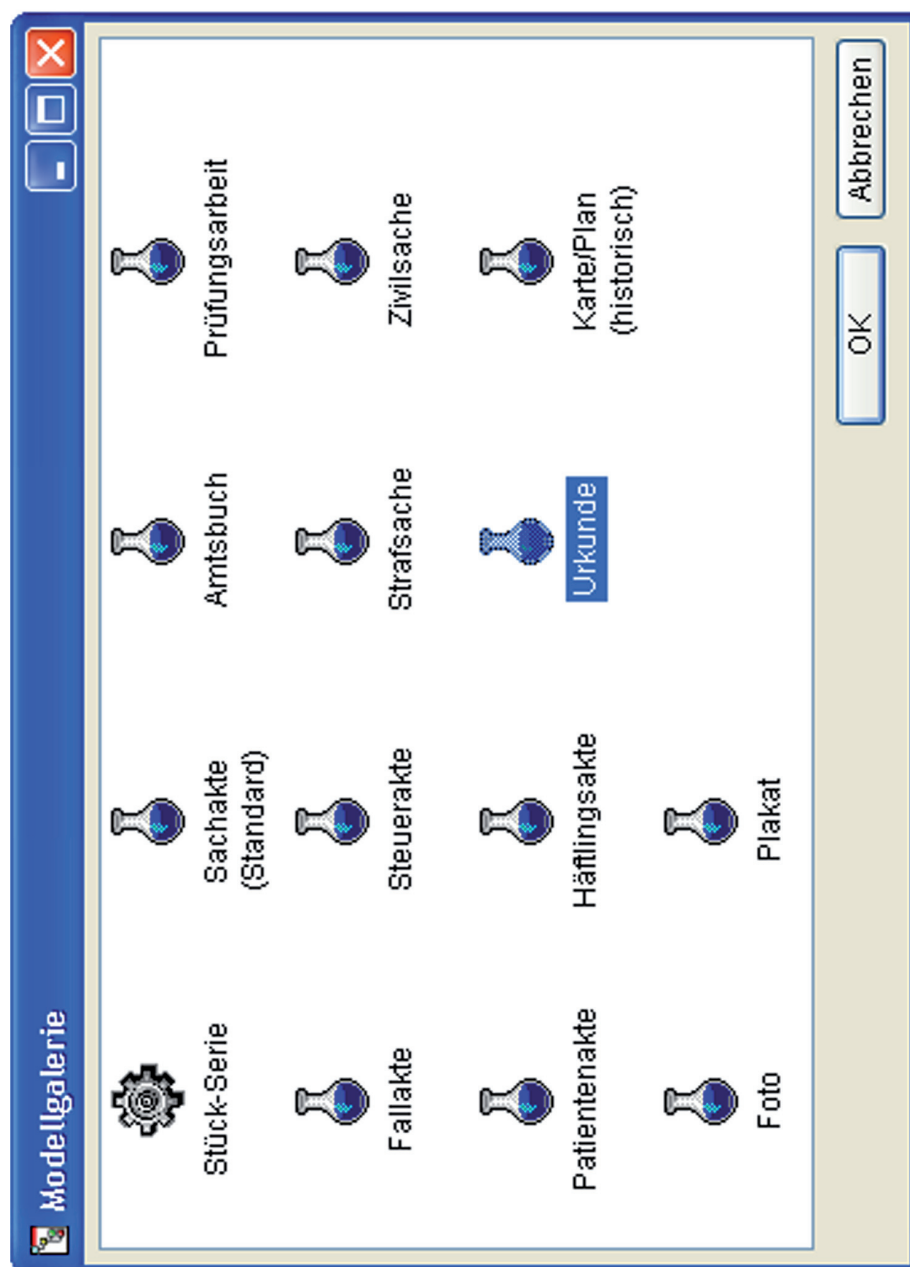 Modellgalerie
Stück-Serie
Sachakte
(Standard)
Amtsbuch
Prüfungsarbeit
Fallakte
Steuerakte
Strafsache
Zivilsache
Patientenakte
Häftlingsakte
Urkunde
Karte/Plan
(historisch)
Foto
Plakat
OK
Abbrechen